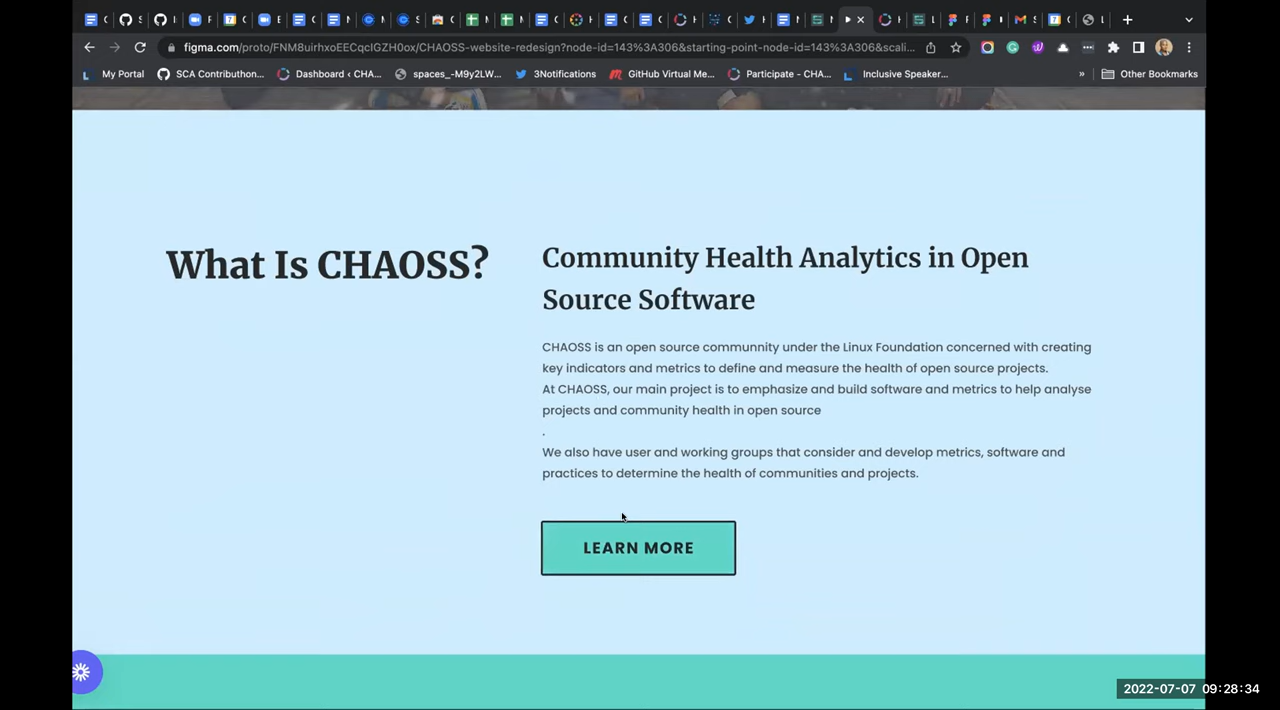 figma.com/proto/FNM8uirhxoEECqcIGZH0ox/CHAOSS-website-redesign?node-id=143%3A306&starting-point-node-id=143%3A306&scali...
My Portal SCA Contributhon... Dashboard ‹ CHA... spaces_-M9y2LW... 3Notifications GitHub Virtual Me... Participate - CHA... Inclusive Speaker... » Other Bookmarks
What Is CHAOSS?
Community Health Analytics in Open
Source Software
CHAOSS is an open source communnity under the Linux Foundation concerned with creating
key indicators and metrics to define and measure the health of open source projects.
At CHAOSS, our main project is to emphasize and build software and metrics to help analyse
projects and community health in open source
.
We also have user and working groups that consider and develop metrics, software and
practices to determine the health of communities and projects.
LEARN MORE
2022-07-07 09:28:34